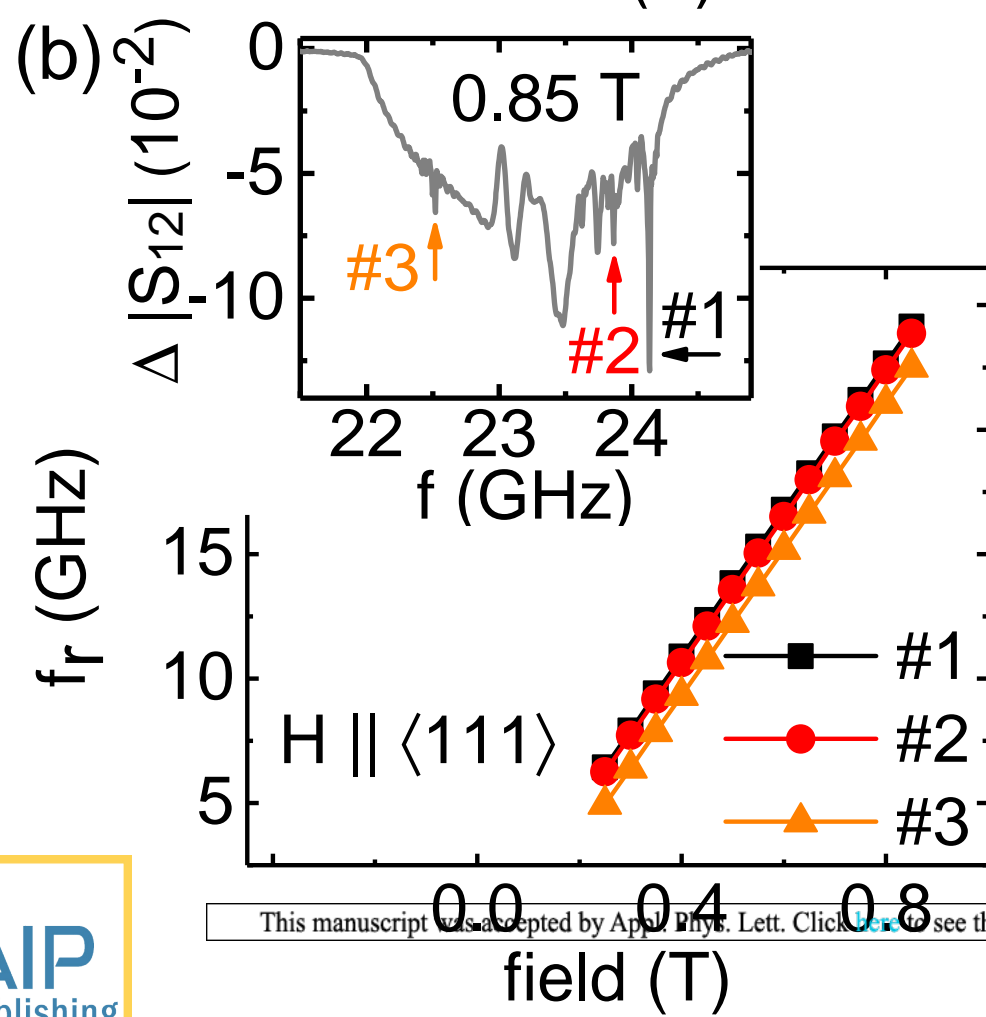 (b)
Δ |S12| (10-2)
0
-5
-10
0.85 T
#3
#2
#1
22 23 24
f (GHz)
fr (GHz)
15
10
5
H || ⟨111⟩
#1
#2
#3
0.0 0.4 0.8
This manuscript was accepted by Appl. Phys. Lett. Click here to see
field (T)
AIP